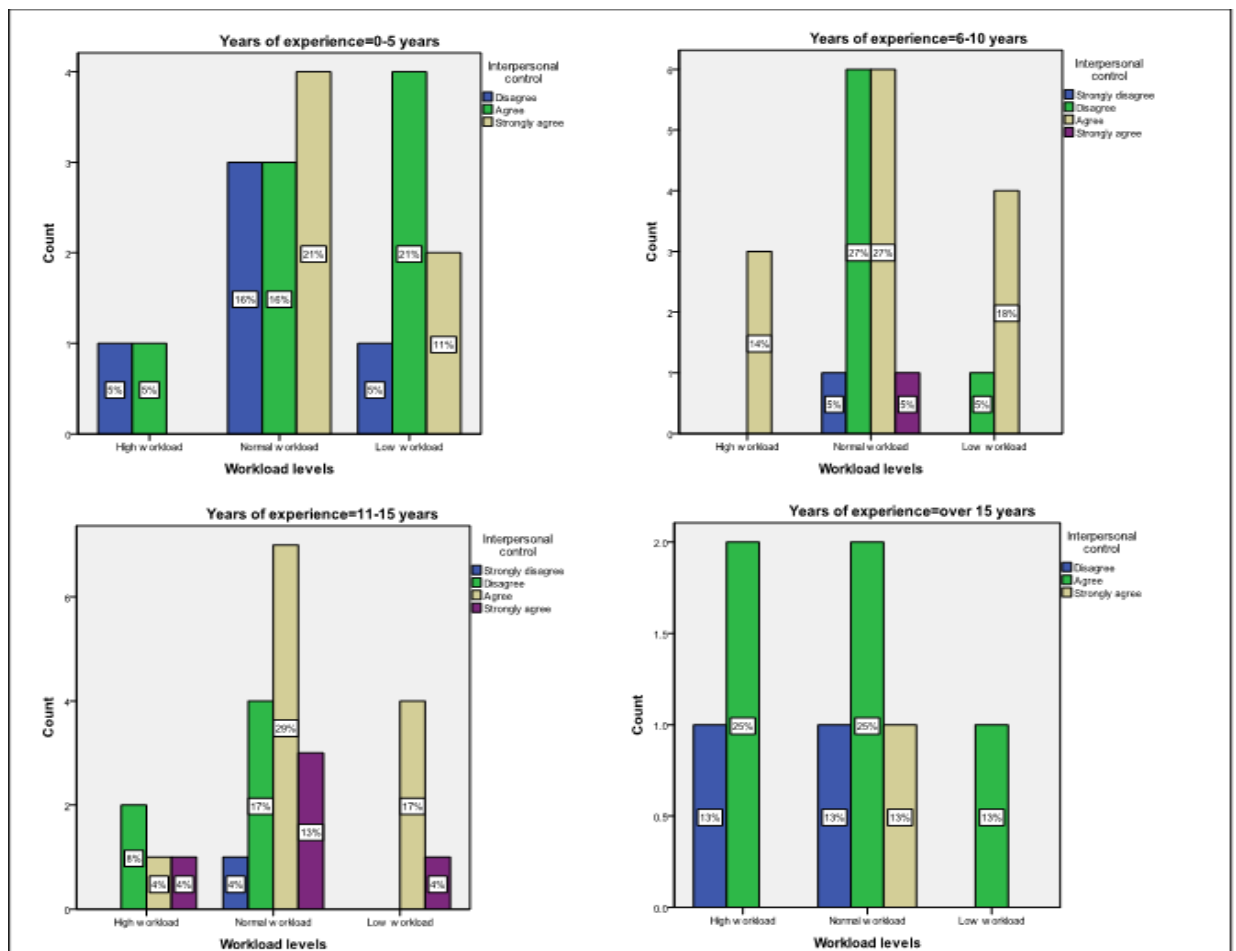 Years of experience=0-5 years
Interpersonal
control
Disagree
Agree
Strongly agree
4
3
2
1
0
Count
5%
5%
16%
16%
21%
5%
21%
11%
High workload
Normal workload
Low workload
Workload levels
Years of experience=6-10 years
Interpersonal
control
Strongly disagree
Disagree
Agree
Strongly agree
6
5
4
3
2
1
0
Count
14%
5%
27%
27%
5%
5%
18%
High workload
Normal workload
Low workload
Workload levels
Years of experience=11-15 years
Interpersonal
control
Strongly disagree
Disagree
Agree
Strongly agree
6
4
2
0
Count
8%
4%
4%
4%
17%
29%
13%
17%
4%
High workload
Normal workload
Low workload
Workload levels
Years of experience=over 15 years
Interpersonal
control
Disagree
Agree
Strongly agree
2.0
1.5
1.0
0.5
0.0
Count
13%
25%
13%
25%
13%
13%
High workload
Normal workload
Low workload
Workload levels